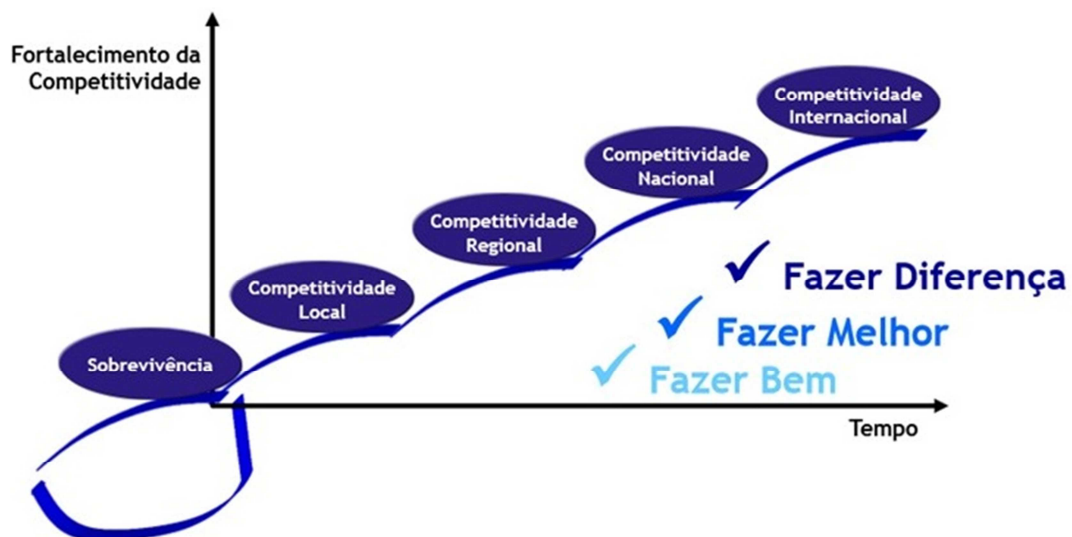 Fortalecimento da
Competitividade
Competitividade
Internacional
Competitividade
Nacional
Competitividade
Regional
Competitividade
Local
Sobrevivência
Fazer Diferença
Fazer Melhor
Fazer Bem
Tempo